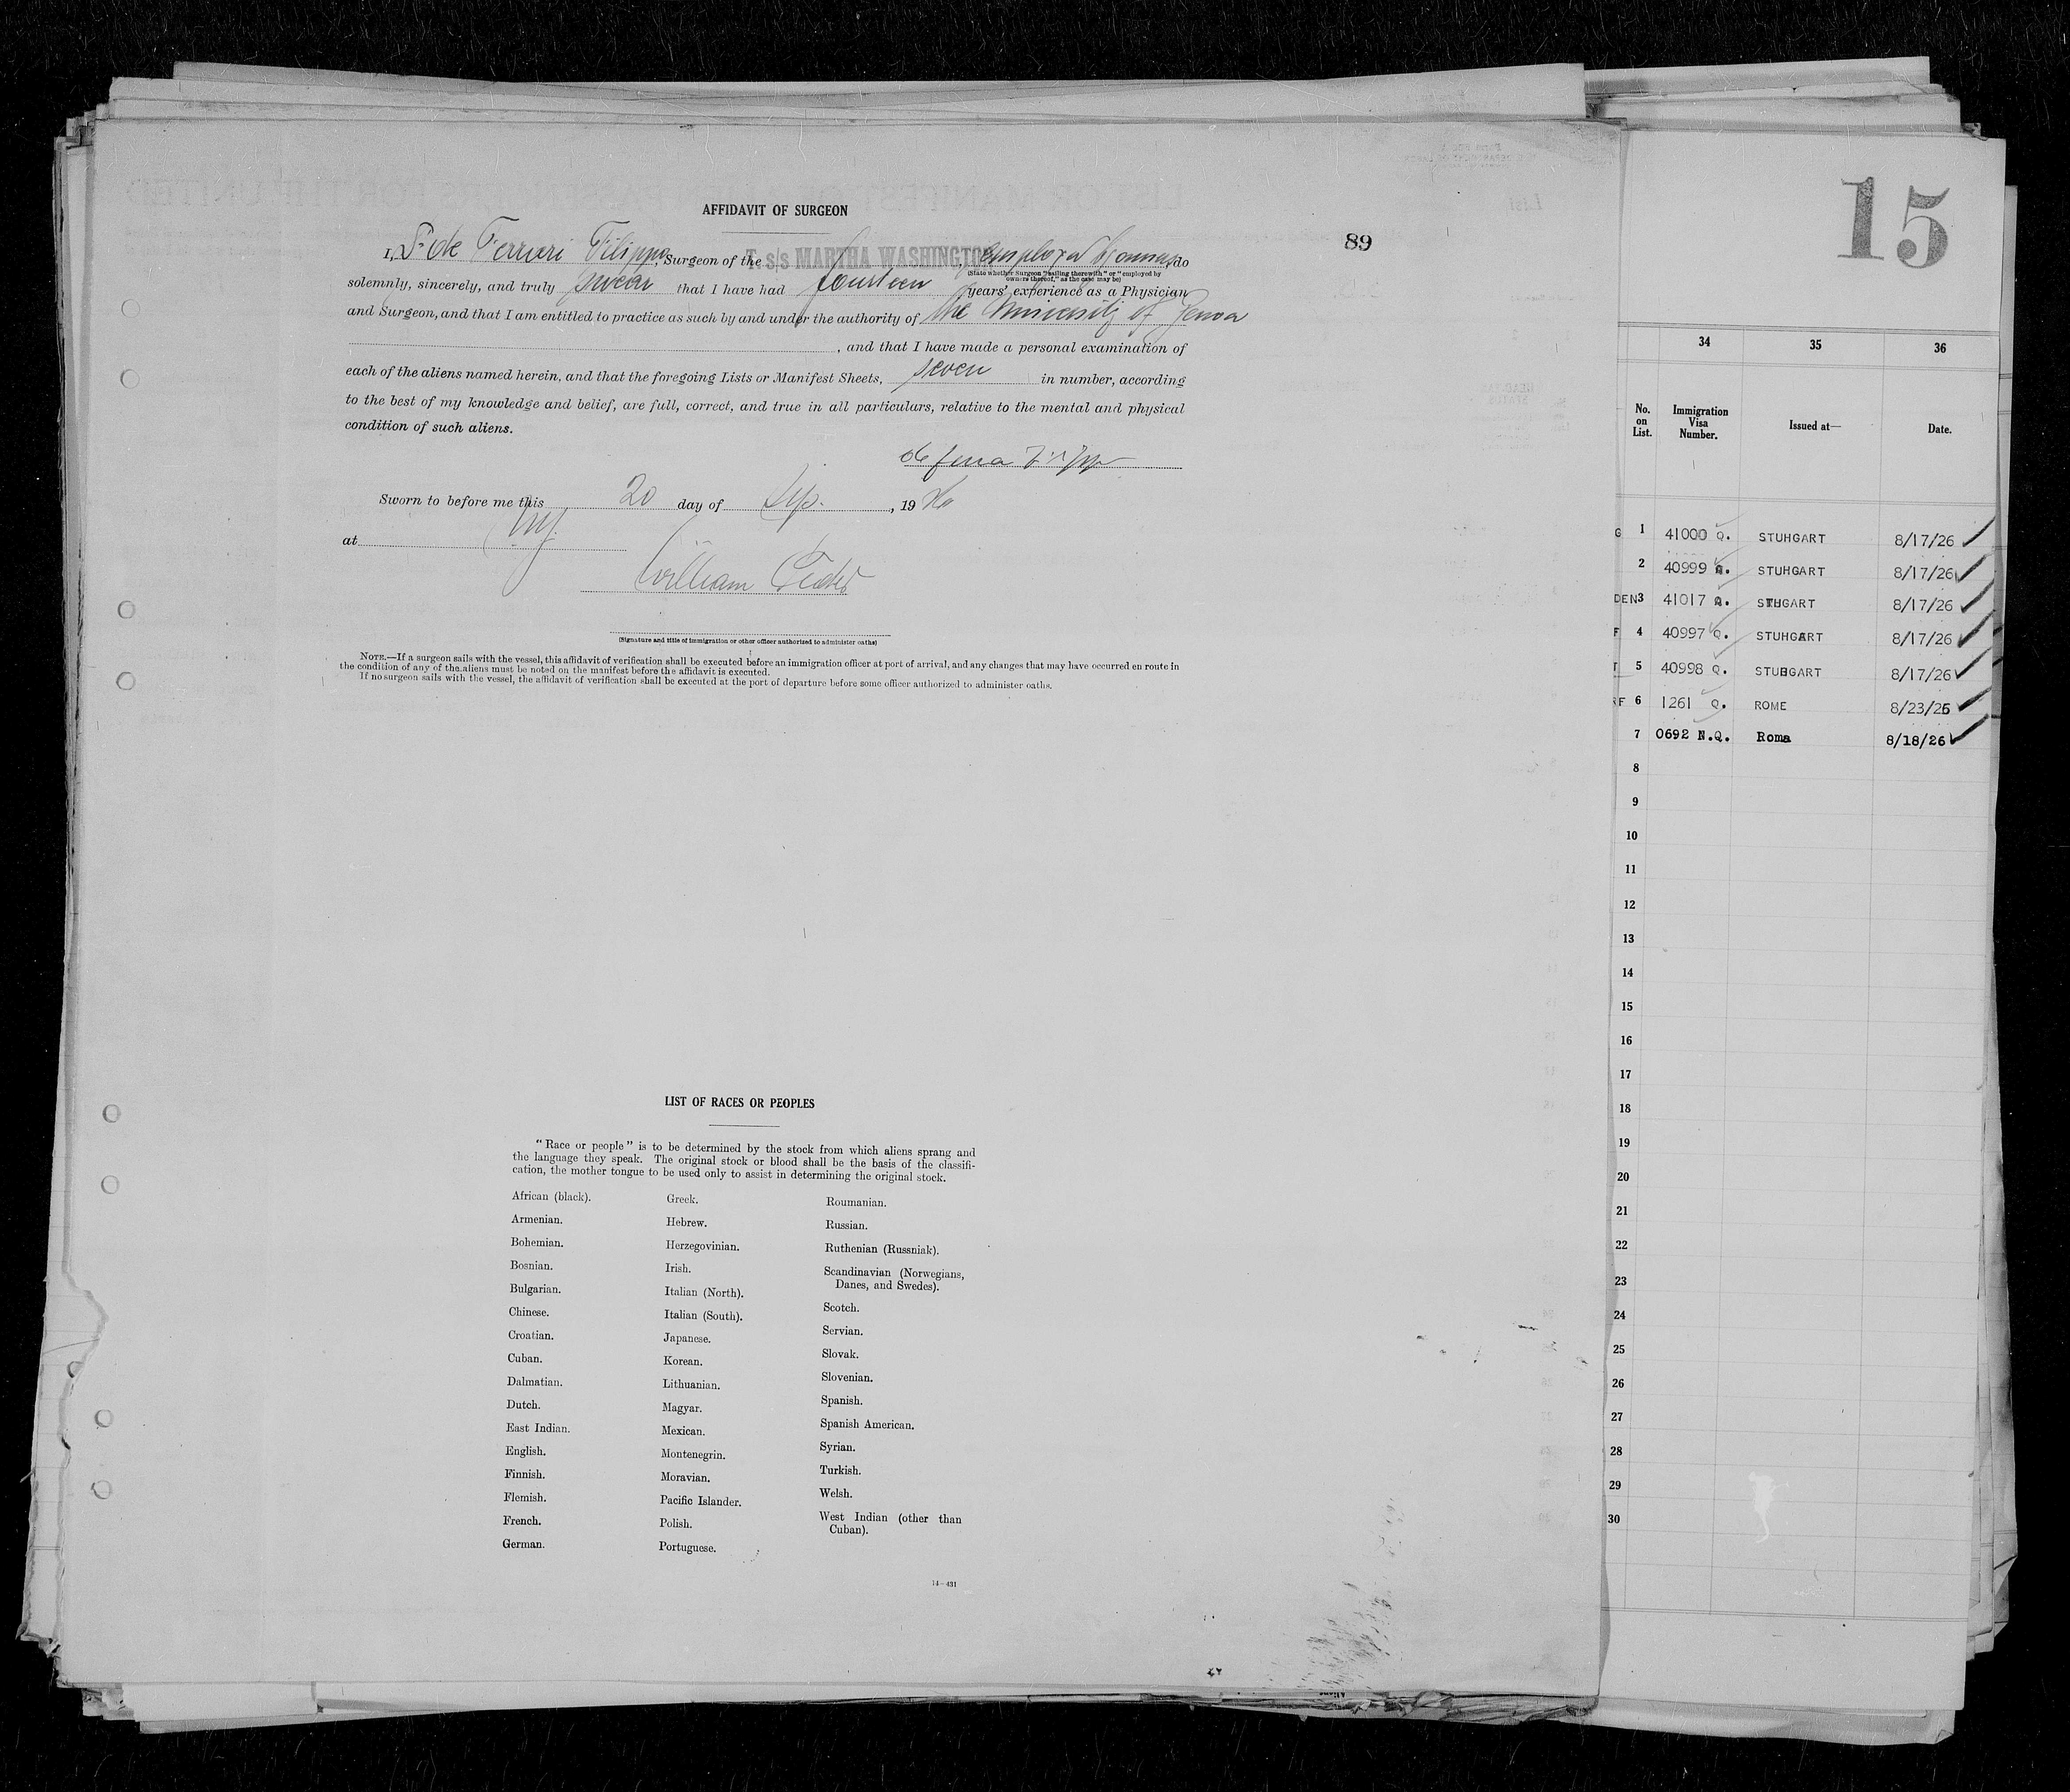 AFFIDAVIT OF SURGEON
89
I, de Ferrari Filippo, Surgeon of the T. s/s MARTHA WASHINGTON, employed, do
(State whether Surgeon "sailing therewith" or "employed by owners thereof," as the case may be)
solemnly, sincerely, and truly swear that I have had fourteen years' experience as a Physician
and Surgeon, and that I am entitled to practice as such by and under the authority of the University of Genoa
, and that I have made a personal examination of
each of the aliens named herein, and that the foregoing Lists or Manifest Sheets, seven in number, according
to the best of my knowledge and belief, are full, correct, and true in all particulars, relative to the mental and physical
condition of such aliens.
Sworn to before me this 20 day of Sep., 19 26
at NY.
William
(Signature and title of immigration or other officer authorized to administer oaths)
NOTE.—If a surgeon sails with the vessel, this affidavit of verification shall be executed before an immigration officer at port of arrival, and any changes that may have occurred en route in
the condition of any of the aliens must be noted on the manifest before the affidavit is executed.
If no surgeon sails with the vessel, the affidavit of verification shall be executed at the port of departure before some officer authorized to administer oaths.
LIST OF RACES OR PEOPLES
"Race or people" is to be determined by the stock from which aliens sprang and
the language they speak. The original stock or blood shall be the basis of the classifi-
cation, the mother tongue to be used only to assist in determining the original stock.
African (black).
Armenian.
Bohemian.
Bosnian.
Bulgarian.
Chinese.
Croatian.
Cuban.
Dalmatian.
Dutch.
East Indian.
English.
Finnish.
Flemish.
French.
German.
Greek.
Hebrew.
Herzegovinian.
Irish.
Italian (North).
Italian (South).
Japanese.
Korean.
Lithuanian.
Magyar.
Mexican.
Montenegrin.
Moravian.
Pacific Islander.
Polish.
Portuguese.
Roumanian.
Russian.
Ruthenian (Russniak).
Scandinavian (Norwegians,
Danes, and Swedes).
Scotch.
Servian.
Slovak.
Slovenian.
Spanish.
Spanish American.
Syrian.
Turkish.
Welsh.
West Indian (other than
Cuban).
14-431
15
34 35 36
No. on List. Immigration Visa Number. Issued at— Date.
G 1 41000 Q. STUHGART 8/17/26
2 40999 Q. STUHGART 8/17/26
DEN 3 41017 Q. STHGART 8/17/26
F 4 40997 Q. STUHGART 8/17/26
T 5 40998 Q. STUHGART 8/17/26
F 6 1261 Q. ROME 8/23/26
7 0692 N.Q. Roma 8/18/26
8
9
10
11
12
13
14
15
16
17
18
19
20
21
22
23
24
25
26
27
28
29
30